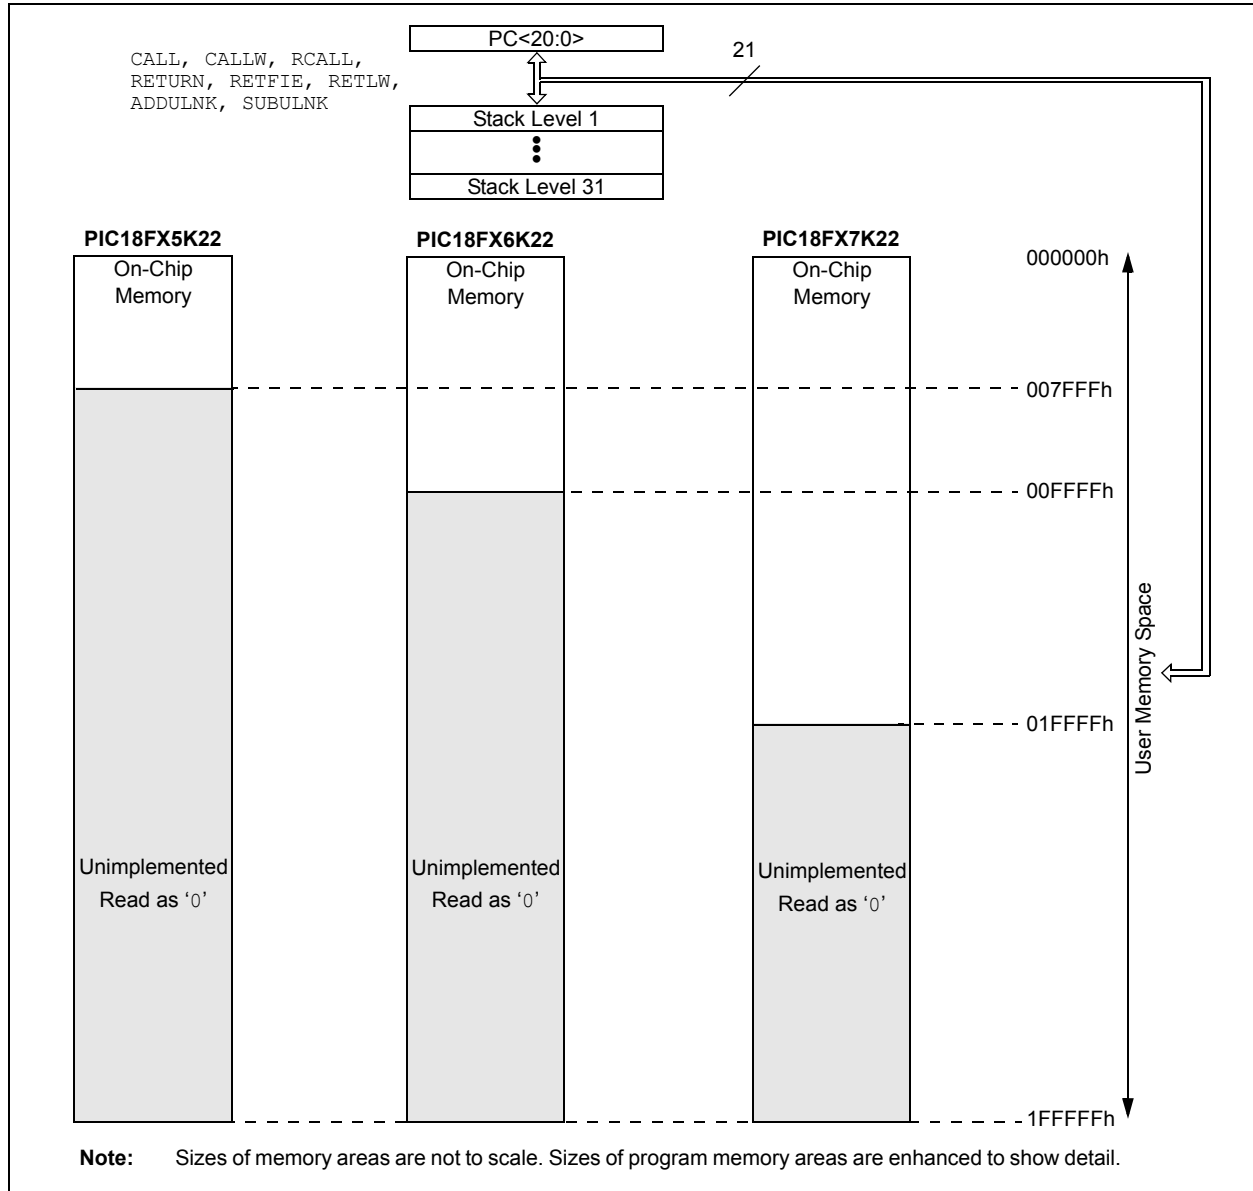 PC<20:0>
21
CALL, CALLW, RCALL,
RETURN, RETFIE, RETLW,
ADDULNK, SUBULNK
Stack Level 1
Stack Level 31
PIC18FX5K22
PIC18FX6K22
PIC18FX7K22
On-Chip
Memory
On-Chip
Memory
On-Chip
Memory
000000h
007FFFh
00FFFFh
01FFFFh
User Memory Space
Unimplemented
Read as ‘0’
Unimplemented
Read as ‘0’
Unimplemented
Read as ‘0’
1FFFFFh
Note: Sizes of memory areas are not to scale. Sizes of program memory areas are enhanced to show detail.